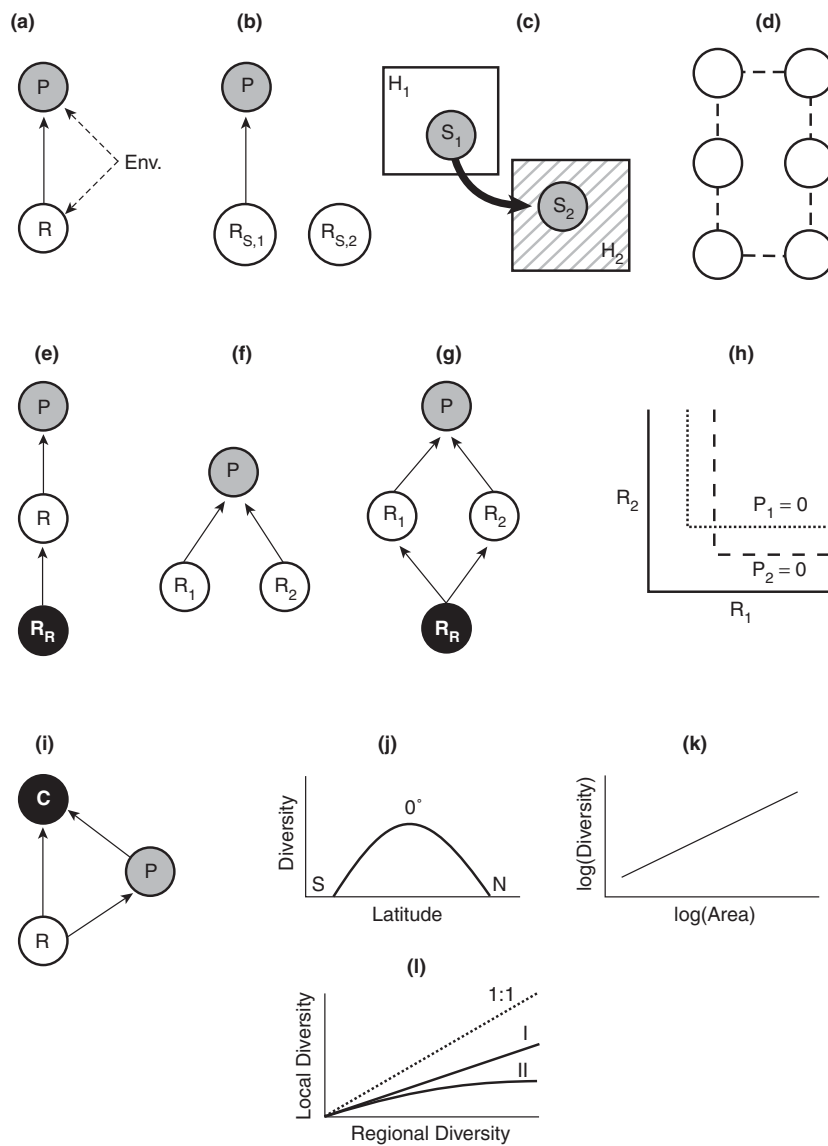 (a)
(b)
(c)
(d)
P
P
H1
S1
Env.
R
RS,1
RS,2
S2
H2
(e)
(f)
(g)
(h)
P
P
P
R
R1
R2
R1
R2
RR
RR
R2
P1 = 0
P2 = 0
R1
(i)
(j)
(k)
C
P
R
Diversity
0°
S
N
Latitude
log(Diversity)
log(Area)
(l)
Local Diversity
1:1
I
II
Regional Diversity